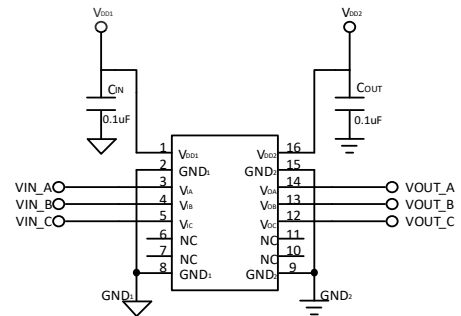 VDD1 VDD2
CIN COUT
0.1uF 0.1uF
1 VDD1 VDD2 16
2 GND1 GND2 15
VIN_A 3 VIA VOA 14 VOUT_A
VIN_B 4 VIB VOB 13 VOUT_B
VIN_C 5 VIC VOC 12 VOUT_C
6 NC NC 11
7 NC NC 10
8 GND1 GND2 9
GND1 GND2